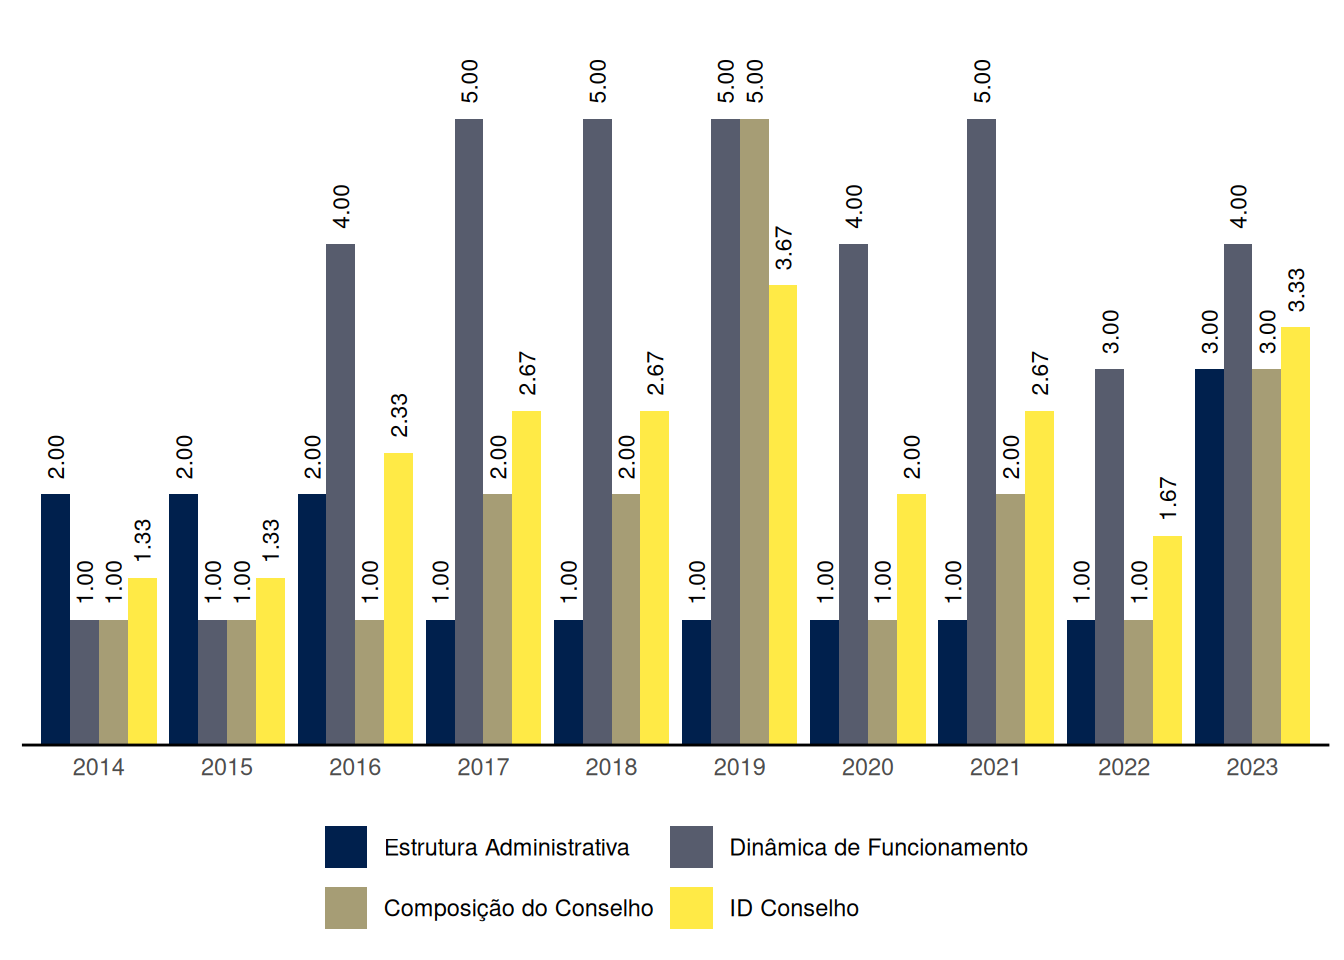 2.00 1.00 1.00 1.33
2.00 1.00 1.00 1.33
2.00 4.00 1.00 2.33
1.00 5.00 2.00 2.67
1.00 5.00 2.00 2.67
1.00 5.00 5.00 3.67
1.00 4.00 1.00 2.00
1.00 5.00 2.00 2.67
1.00 3.00 1.00 1.67
3.00 4.00 3.00 3.33
2014 2015 2016 2017 2018 2019 2020 2021 2022 2023
Estrutura Administrativa Dinâmica de Funcionamento
Composição do Conselho ID Conselho